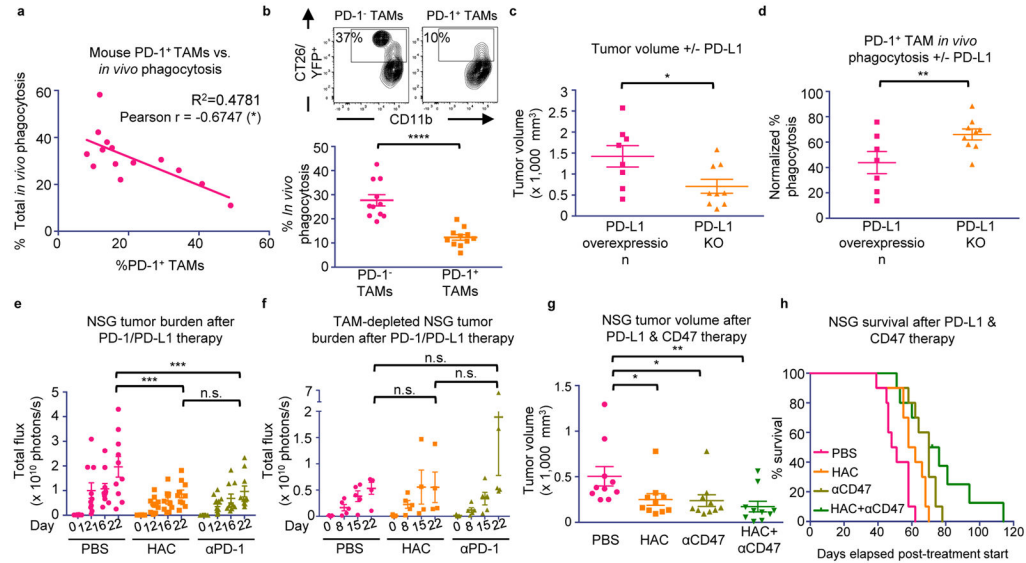 a
Mouse PD-1⁺ TAMs vs.
in vivo phagocytosis
R²=0.4781
Pearson r = -0.6747 (*)
% Total in vivo phagocytosis
60
40
20
0
0 20 40 60
%PD-1⁺ TAMs
b
PD-1⁻ TAMs PD-1⁺ TAMs
37% 10%
CT26/
YFP⁺
CD11b
****
% In vivo
phagocytosis
50
40
30
20
10
0
PD-1⁻
TAMs
PD-1⁺
TAMs
c
Tumor volume +/- PD-L1
*
Tumor volume
(x 1,000 mm³)
3
2.5
2
1.5
1
0.5
0
PD-L1
overexpressio
n
PD-L1
KO
d
PD-1⁺ TAM in vivo
phagocytosis +/- PD-L1
**
Normalized %
phagocytosis
100
80
60
40
20
0
PD-L1
overexpressio
n
PD-L1
KO
e
NSG tumor burden after
PD-1/PD-L1 therapy
***
***
n.s.
Total flux
(x 10¹⁰ photons/s)
5
4
3
2
1
0
Day 0 12 16 22 0 12 16 22 0 12 16 22
PBS HAC αPD-1
f
TAM-depleted NSG tumor
burden after PD-1/PD-L1 therapy
n.s.
n.s.
n.s.
Total flux
(x 10¹⁰ photons/s)
7
2.0
1.5
1.0
0.5
0.0
Day 0 8 15 22 0 8 15 22 0 8 15 22
PBS HAC αPD-1
g
NSG tumor volume after
PD-L1 & CD47 therapy
**
*
*
Tumor volume
(x 1,000 mm³)
1.5
1.0
0.5
0
PBS HAC αCD47 HAC+
αCD47
h
NSG survival after PD-L1 &
CD47 therapy
% survival
100
80
60
40
20
0
PBS
HAC
αCD47
HAC+αCD47
0 20 40 60 80 100 120
Days elapsed post-treatment start